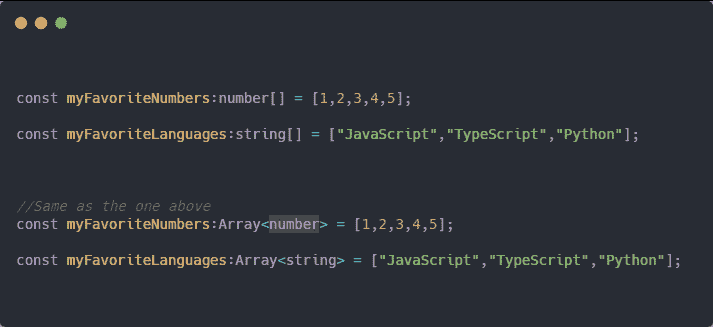 const myFavoriteNumbers:number[] = [1,2,3,4,5];
const myFavoriteLanguages:string[] = ["JavaScript","TypeScript","Python"];
//Same as the one above
const myFavoriteNumbers:Array<number> = [1,2,3,4,5];
const myFavoriteLanguages:Array<string> = ["JavaScript","TypeScript","Python"];